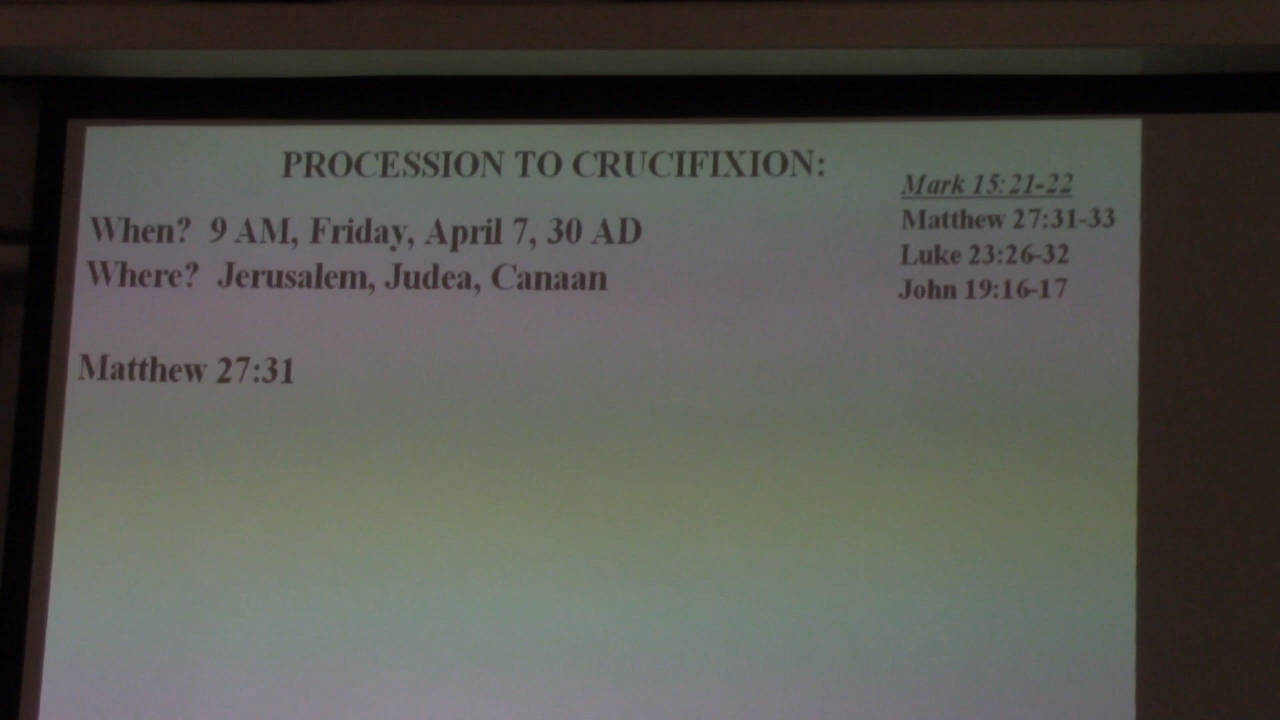 PROCESSION TO CRUCIFIXION:
Mark 15:21-22
Matthew 27:31-33
Luke 23:26-32
John 19:16-17
When? 9 AM, Friday, April 7, 30 AD
Where? Jerusalem, Judea, Canaan
Matthew 27:31